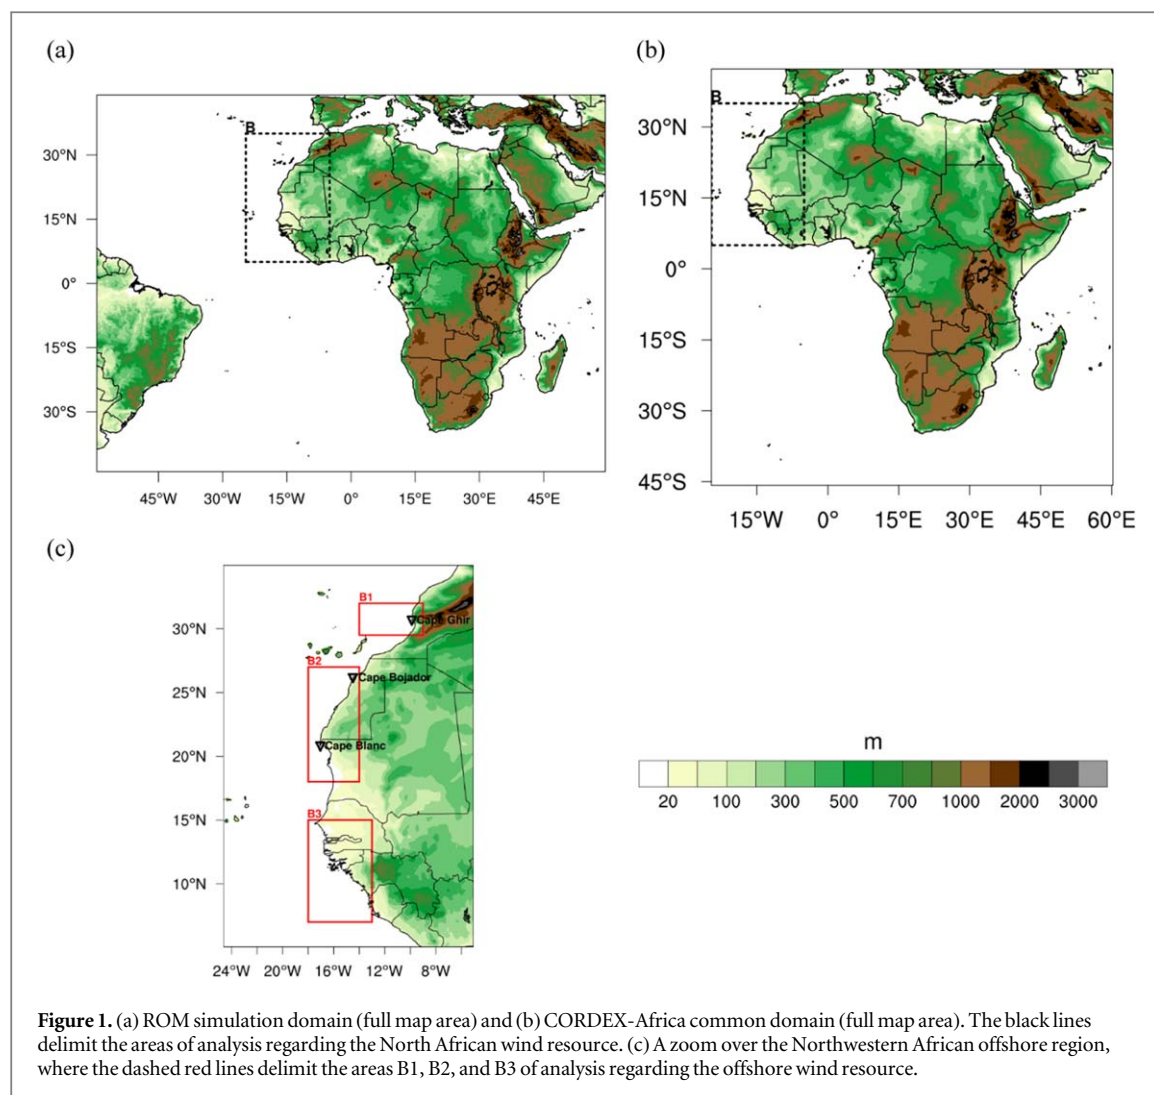 (a)
B
30°N
15°N
0°
15°S
30°S
45°W
30°W
15°W
0°
15°E
30°E
45°E
(b)
B
30°N
15°N
0°
15°S
30°S
45°S
15°W
0°
15°E
30°E
45°E
60°E
(c)
B1
Cape Ghir
B2
Cape Bojador
Cape Blanc
B3
30°N
25°N
20°N
15°N
10°N
24°W
20°W
16°W
12°W
8°W
m
20 100 300 500 700 1000 2000 3000
Figure 1. (a) ROM simulation domain (full map area) and (b) CORDEX-Africa common domain (full map area). The black lines
delimit the areas of analysis regarding the North African wind resource. (c) A zoom over the Northwestern African offshore region,
where the dashed red lines delimit the areas B1, B2, and B3 of analysis regarding the offshore wind resource.